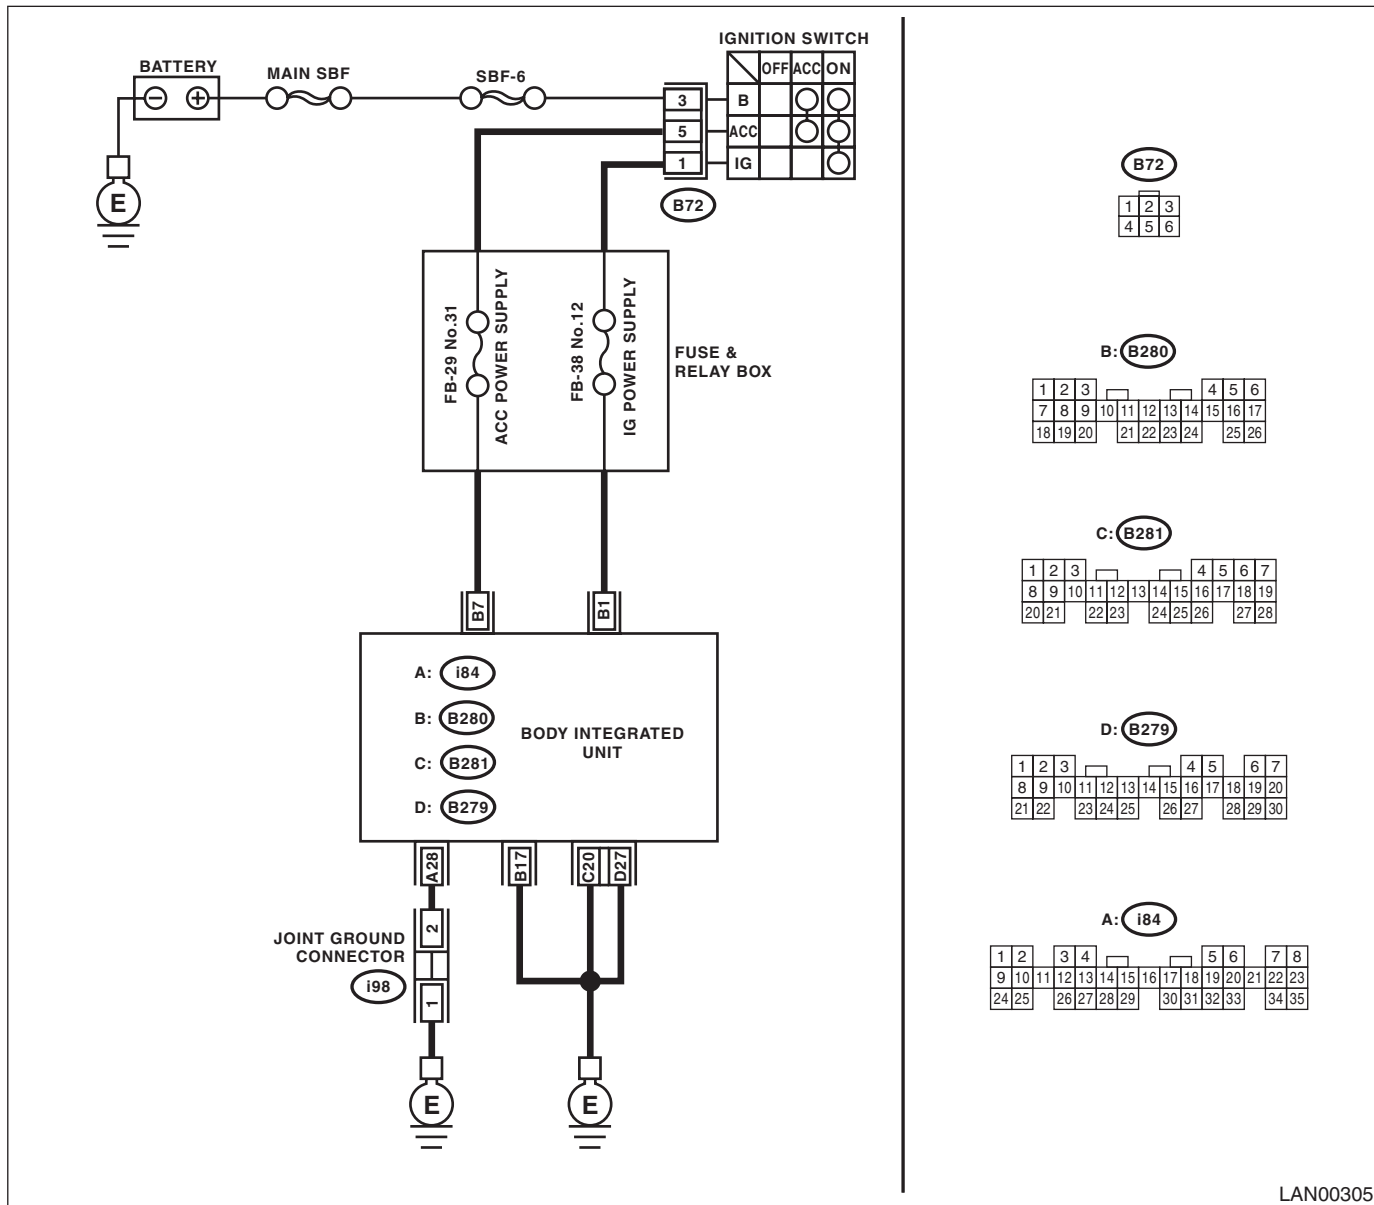 IGNITION SWITCH
BATTERY
MAIN SBF
SBF-6
OFF ACC ON
3 B
5 ACC
1 IG
E
B72
FB-29 No.31
ACC POWER SUPPLY
FB-38 No.12
IG POWER SUPPLY
FUSE &
RELAY BOX
B7
B1
A: i84
B: B280
C: B281
D: B279
BODY INTEGRATED
UNIT
A28
B17
C20
D27
2
JOINT GROUND
CONNECTOR
i98
1
E
E
B72
1 2 3
4 5 6
B: B280
1 2 3 4 5 6
7 8 9 10 11 12 13 14 15 16 17
18 19 20 21 22 23 24 25 26
C: B281
1 2 3 4 5 6 7
8 9 10 11 12 13 14 15 16 17 18 19
20 21 22 23 24 25 26 27 28
D: B279
1 2 3 4 5 6 7
8 9 10 11 12 13 14 15 16 17 18 19 20
21 22 23 24 25 26 27 28 29 30
A: i84
1 2 3 4 5 6 7 8
9 10 11 12 13 14 15 16 17 18 19 20 21 22 23
24 25 26 27 28 29 30 31 32 33 34 35
LAN00305